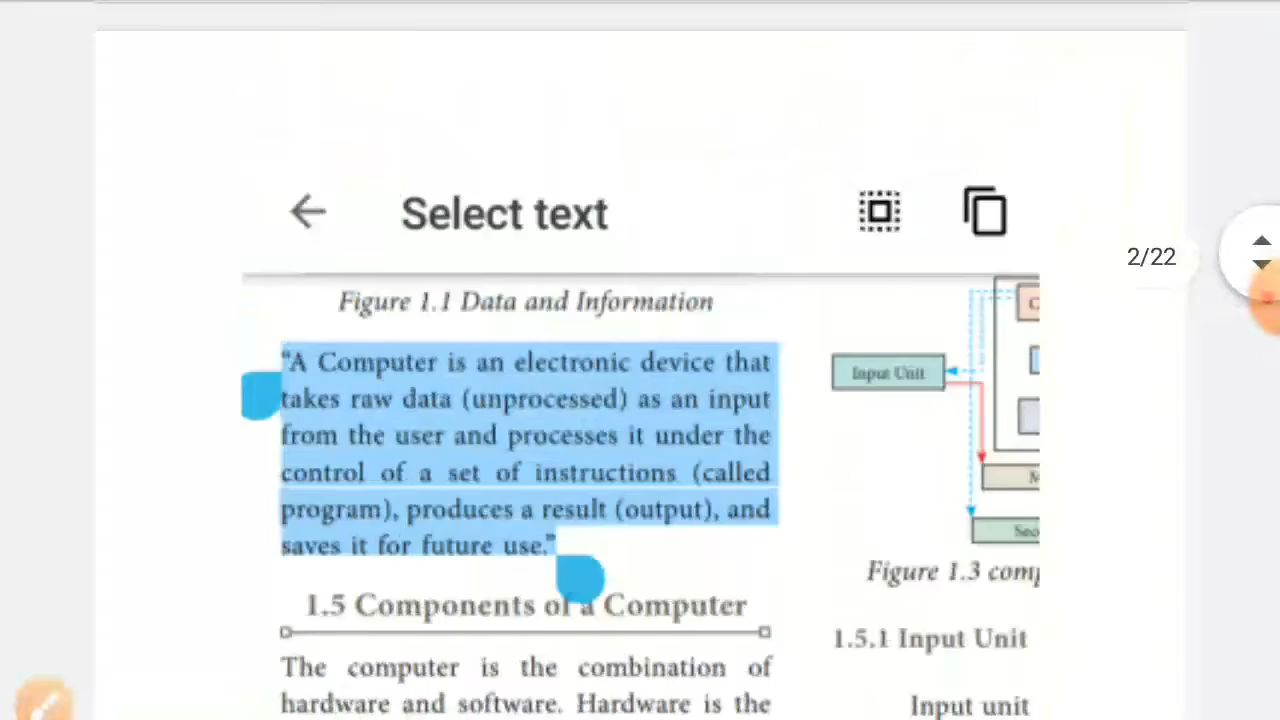 Select text
2/22
Figure 1.1 Data and Information
"A Computer is an electronic device that
takes raw data (unprocessed) as an input
from the user and processes it under the
control of a set of instructions (called
program), produces a result (output), and
saves it for future use."
1.5 Components of a Computer
The computer is the combination of
hardware and software. Hardware is the
Input Unit
Figure 1.3
1.5.1 Input Unit
Input unit